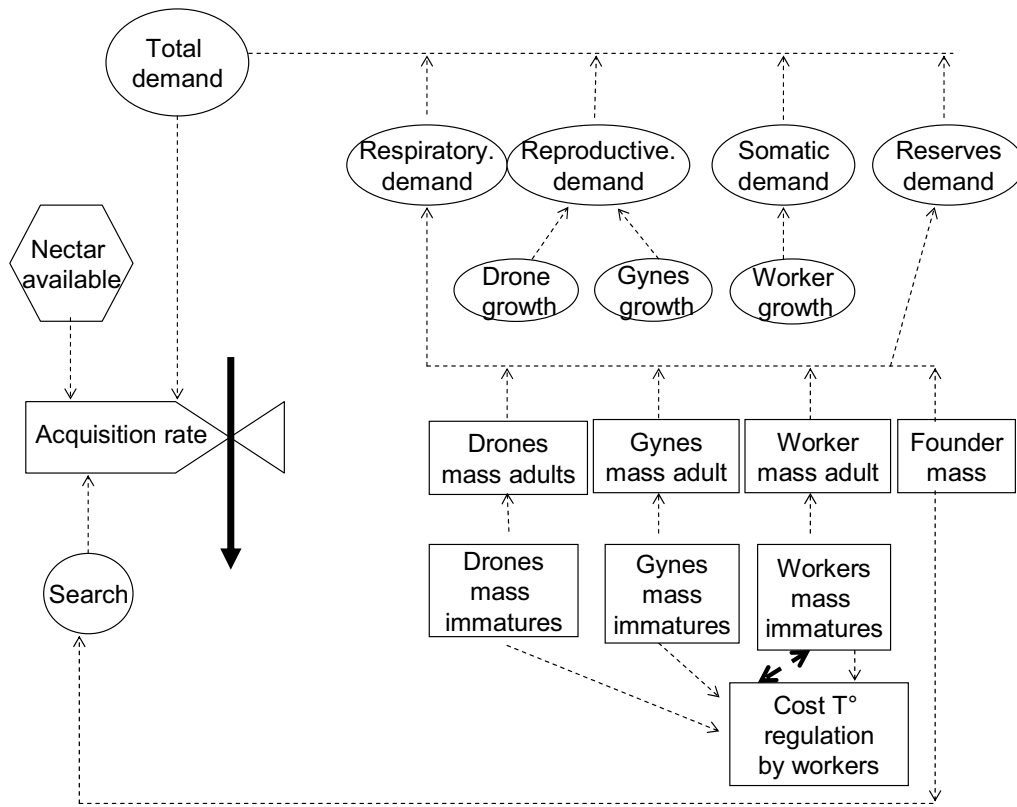 Total
demand
Respiratory.
demand
Reproductive.
demand
Somatic
demand
Reserves
demand
Nectar
available
Drone
growth
Gynes
growth
Worker
growth
Acquisition rate
Drones
mass adults
Gynes
mass adult
Worker
mass adult
Founder
mass
Search
Drones
mass
immatures
Gynes
mass
immatures
Workers
mass
immatures
Cost T°
regulation
by workers